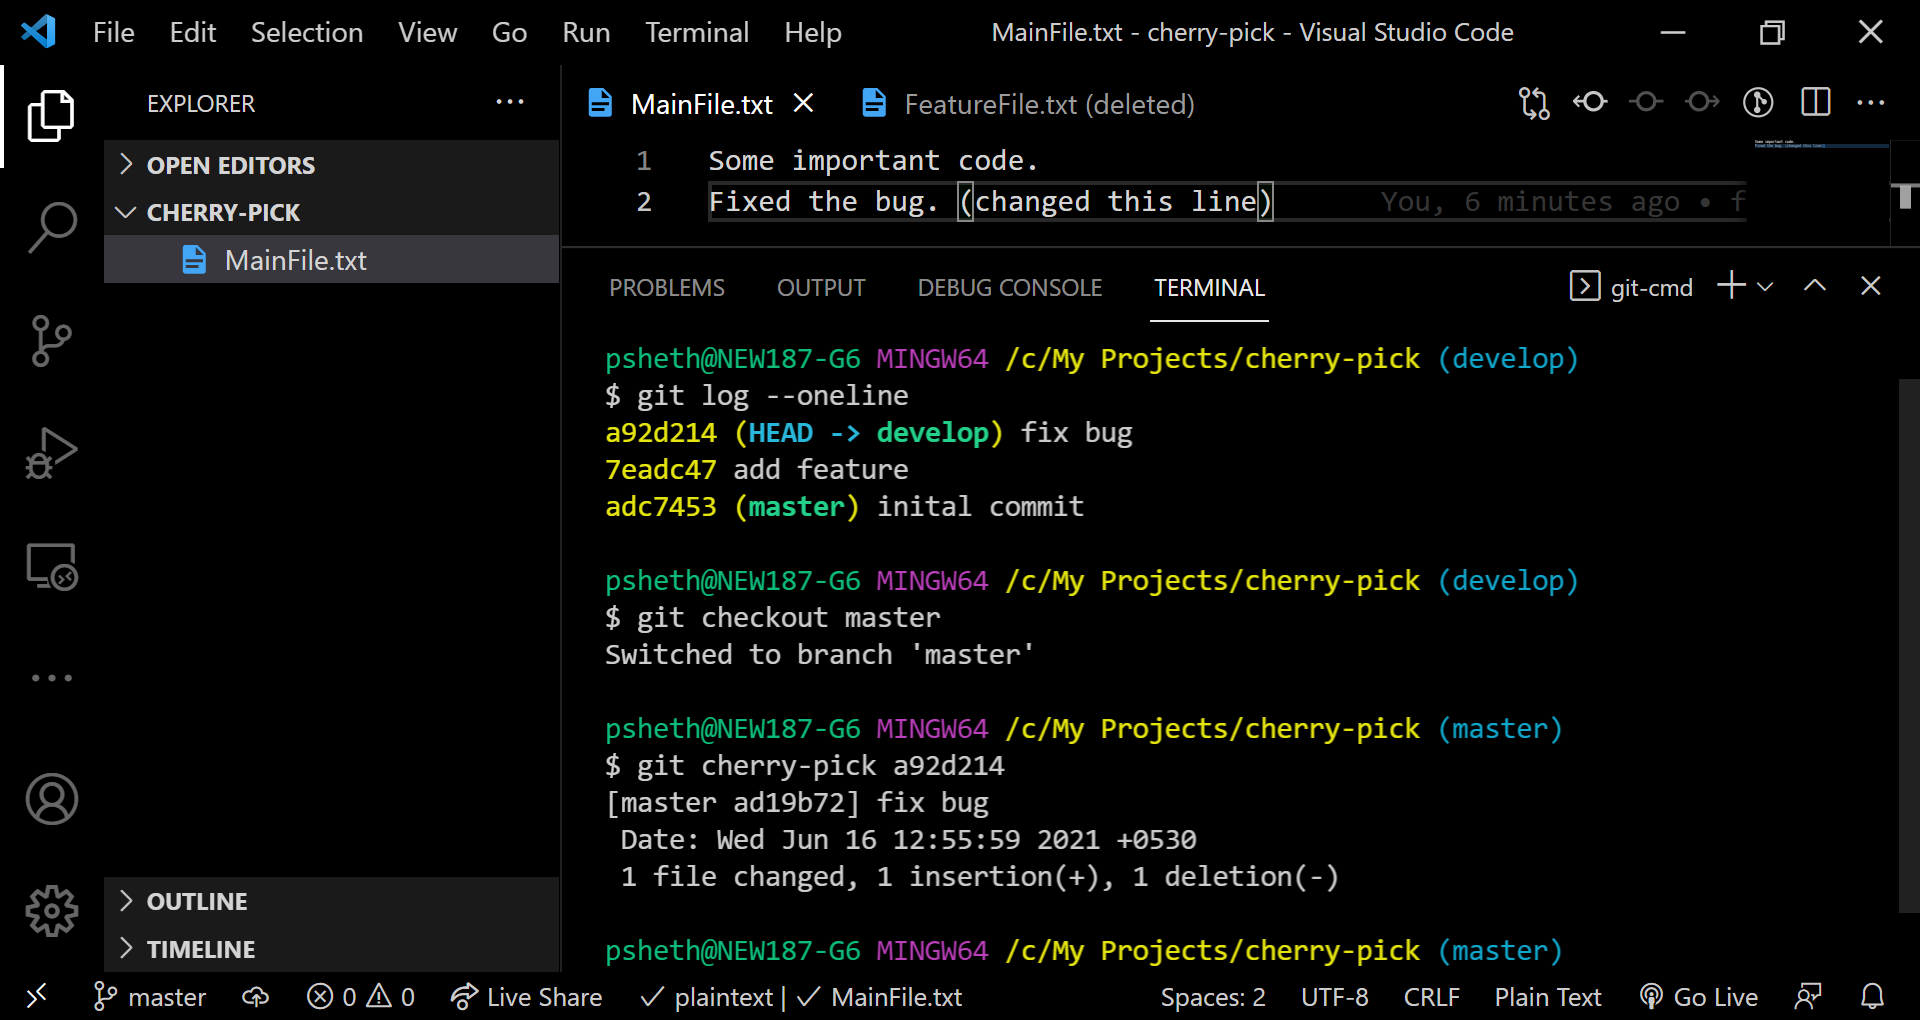 File Edit Selection View Go Run Terminal Help MainFile.txt - cherry-pick - Visual Studio Code
EXPLORER
OPEN EDITORS
CHERRY-PICK
MainFile.txt
OUTLINE
TIMELINE
MainFile.txt FeatureFile.txt (deleted)
1 Some important code.
2 Fixed the bug. (changed this line) You, 6 minutes ago • f
PROBLEMS OUTPUT DEBUG CONSOLE TERMINAL git-cmd
psheth@NEW187-G6 MINGW64 /c/My Projects/cherry-pick (develop)
$ git log --oneline
a92d214 (HEAD -> develop) fix bug
7eadc47 add feature
adc7453 (master) inital commit
psheth@NEW187-G6 MINGW64 /c/My Projects/cherry-pick (develop)
$ git checkout master
Switched to branch 'master'
psheth@NEW187-G6 MINGW64 /c/My Projects/cherry-pick (master)
$ git cherry-pick a92d214
[master ad19b72] fix bug
Date: Wed Jun 16 12:55:59 2021 +0530
1 file changed, 1 insertion(+), 1 deletion(-)
psheth@NEW187-G6 MINGW64 /c/My Projects/cherry-pick (master)
master 0 0 Live Share plaintext | MainFile.txt Spaces: 2 UTF-8 CRLF Plain Text Go Live